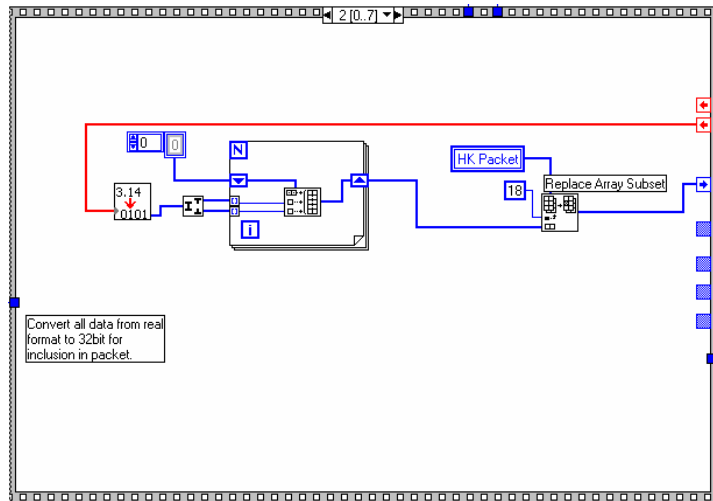 2 [0..7]
0
0
N
HK Packet
3.14
0101
18
Replace Array Subset
i
Convert all data from real
format to 32bit for
inclusion in packet.